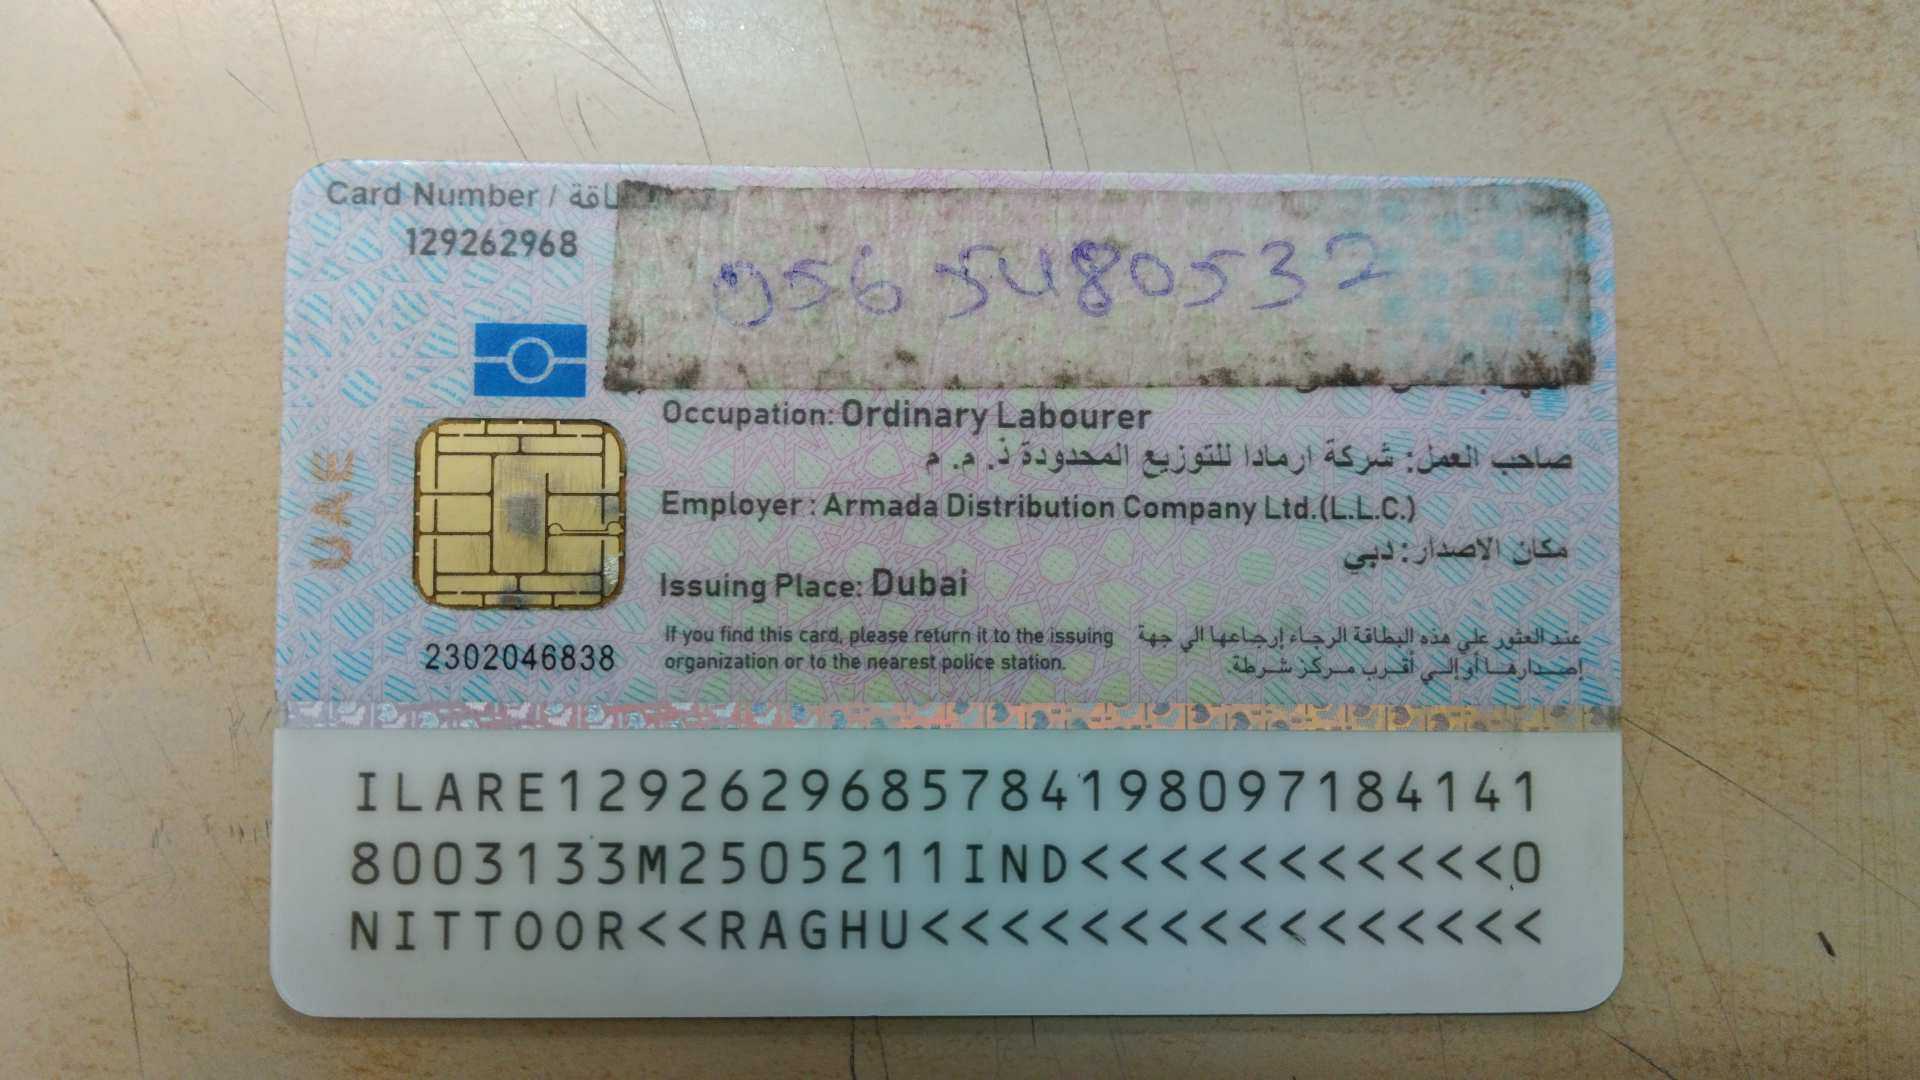 Card Number /
129262968
956 5480532
Occupation: Ordinary Labourer
صاحب العمل: شركة ارمادا للتوزيع المحدودة ذ. م. م
Employer : Armada Distribution Company Ltd.(L.L.C.)
مكان الاصدار: دبي
Issuing Place: Dubai
UAE
2302046838
If you find this card, please return it to the issuing
organization or to the nearest police station.
عند العثور علي هذه البطاقة الرجاء إرجاعها الي جهة
إصدارها أو إلي أقرب مركز شرطة.
ILARE1292629685784198097184141
8003133M2505211IND<<<<<<<<<<<0
NITTOOR<<RAGHU<<<<<<<<<<<<<<<<